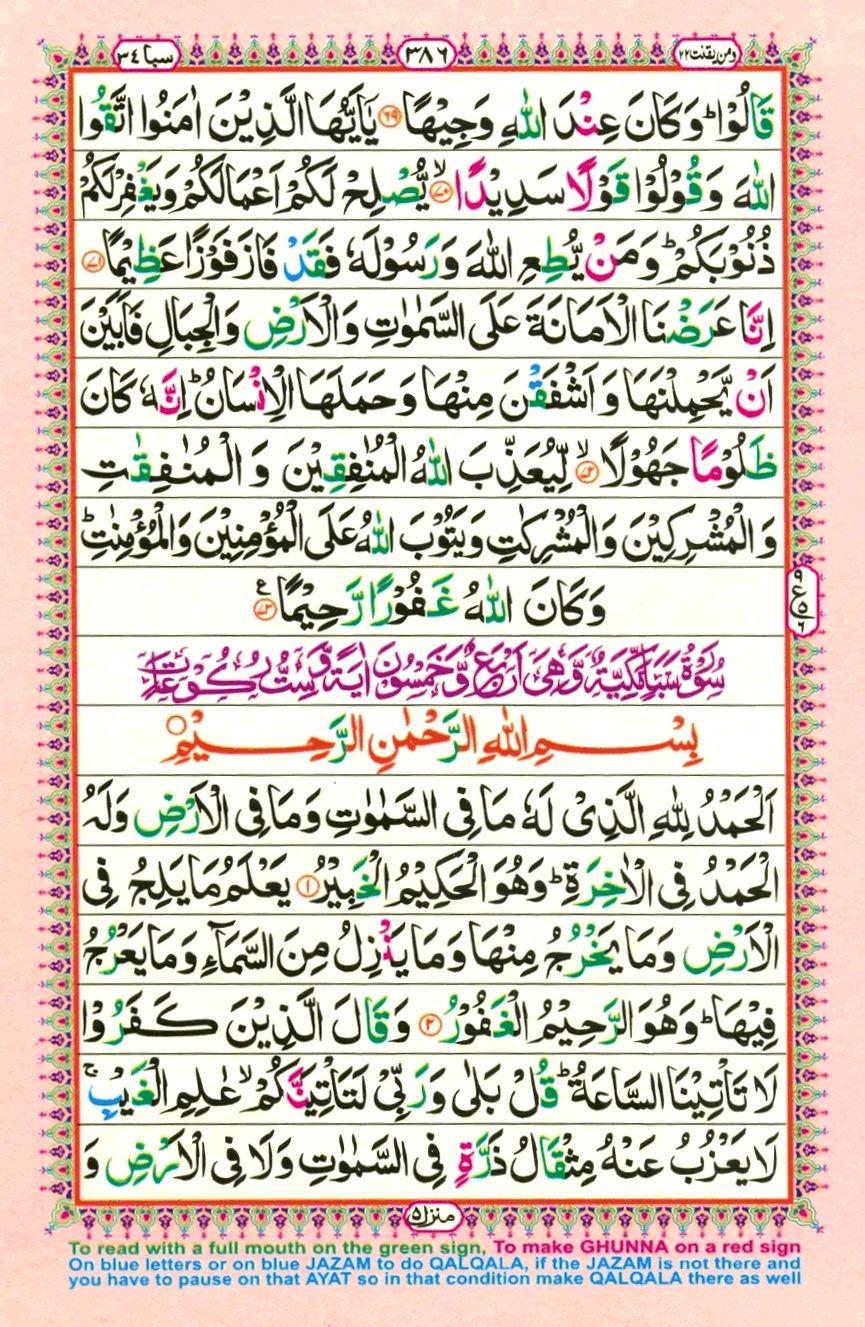 سبا ٣٤ ٣٨٦ ومن يقنت ٢٢
قَالُوْا ؕ وَكَانَ عِنْدَ اللّٰهِ وَجِيْهًا ﴿٦٩﴾ يٰۤاَيُّهَا الَّذِيْنَ اٰمَنُوا اتَّقُوا
اللّٰهَ وَقُوْلُوْا قَوْلًا سَدِيْدًا ﴿٧٠﴾ۙ يُّصْلِحْ لَكُمْ اَعْمَالَكُمْ وَيَغْفِرْ لَكُمْ
ذُنُوْبَكُمْ ؕ وَمَنْ يُّطِعِ اللّٰهَ وَرَسُوْلَهٗ فَقَدْ فَازَ فَوْزًا عَظِيْمًا ﴿٧١﴾
اِنَّا عَرَضْنَا الْاَمَانَةَ عَلَى السَّمٰوٰتِ وَالْاَرْضِ وَالْجِبَالِ فَاَبَيْنَ
اَنْ يَّحْمِلْنَهَا وَاَشْفَقْنَ مِنْهَا وَحَمَلَهَا الْاِنْسَانُ ؕ اِنَّهٗ كَانَ
ظَلُوْمًا جَهُوْلًا ﴿٧٢﴾ۙ لِّيُعَذِّبَ اللّٰهُ الْمُنٰفِقِيْنَ وَالْمُنٰفِقٰتِ
وَالْمُشْرِكِيْنَ وَالْمُشْرِكٰتِ وَيَتُوْبَ اللّٰهُ عَلَى الْمُؤْمِنِيْنَ وَالْمُؤْمِنٰتِ ؕ
وَكَانَ اللّٰهُ غَفُوْرًا رَّحِيْمًا ﴿٧٣﴾ ع
سُوْرَةُ سَبَاٍ مَّكِّيَّةٌ وَّهِىَ اَرْبَعٌ وَّخَمْسُوْنَ اٰيَةً وَّسِتُّ رُكُوْعَاتٍ
بِسْمِ اللّٰهِ الرَّحْمٰنِ الرَّحِيْمِ
اَلْحَمْدُ لِلّٰهِ الَّذِىْ لَهٗ مَا فِى السَّمٰوٰتِ وَمَا فِى الْاَرْضِ وَلَهُ
الْحَمْدُ فِى الْاٰخِرَةِ ؕ وَهُوَ الْحَكِيْمُ الْخَبِيْرُ ﴿١﴾ يَعْلَمُ مَا يَلِجُ فِى
الْاَرْضِ وَمَا يَخْرُجُ مِنْهَا وَمَا يَنْزِلُ مِنَ السَّمَآءِ وَمَا يَعْرُجُ
فِيْهَا ؕ وَهُوَ الرَّحِيْمُ الْغَفُوْرُ ﴿٢﴾ وَقَالَ الَّذِيْنَ كَفَرُوْا
لَا تَاْتِيْنَا السَّاعَةُ ؕ قُلْ بَلٰى وَرَبِّىْ لَتَاْتِيَنَّكُمْ ۙ عٰلِمِ الْغَيْبِ ۚ
لَا يَعْزُبُ عَنْهُ مِثْقَالُ ذَرَّةٍ فِى السَّمٰوٰتِ وَلَا فِى الْاَرْضِ وَ
منزل ٥
To read with a full mouth on the green sign, To make GHUNNA on a red sign
On blue letters or on blue JAZAM to do QALQALA, if the JAZAM is not there and
you have to pause on that AYAT so in that condition make QALQALA there as well